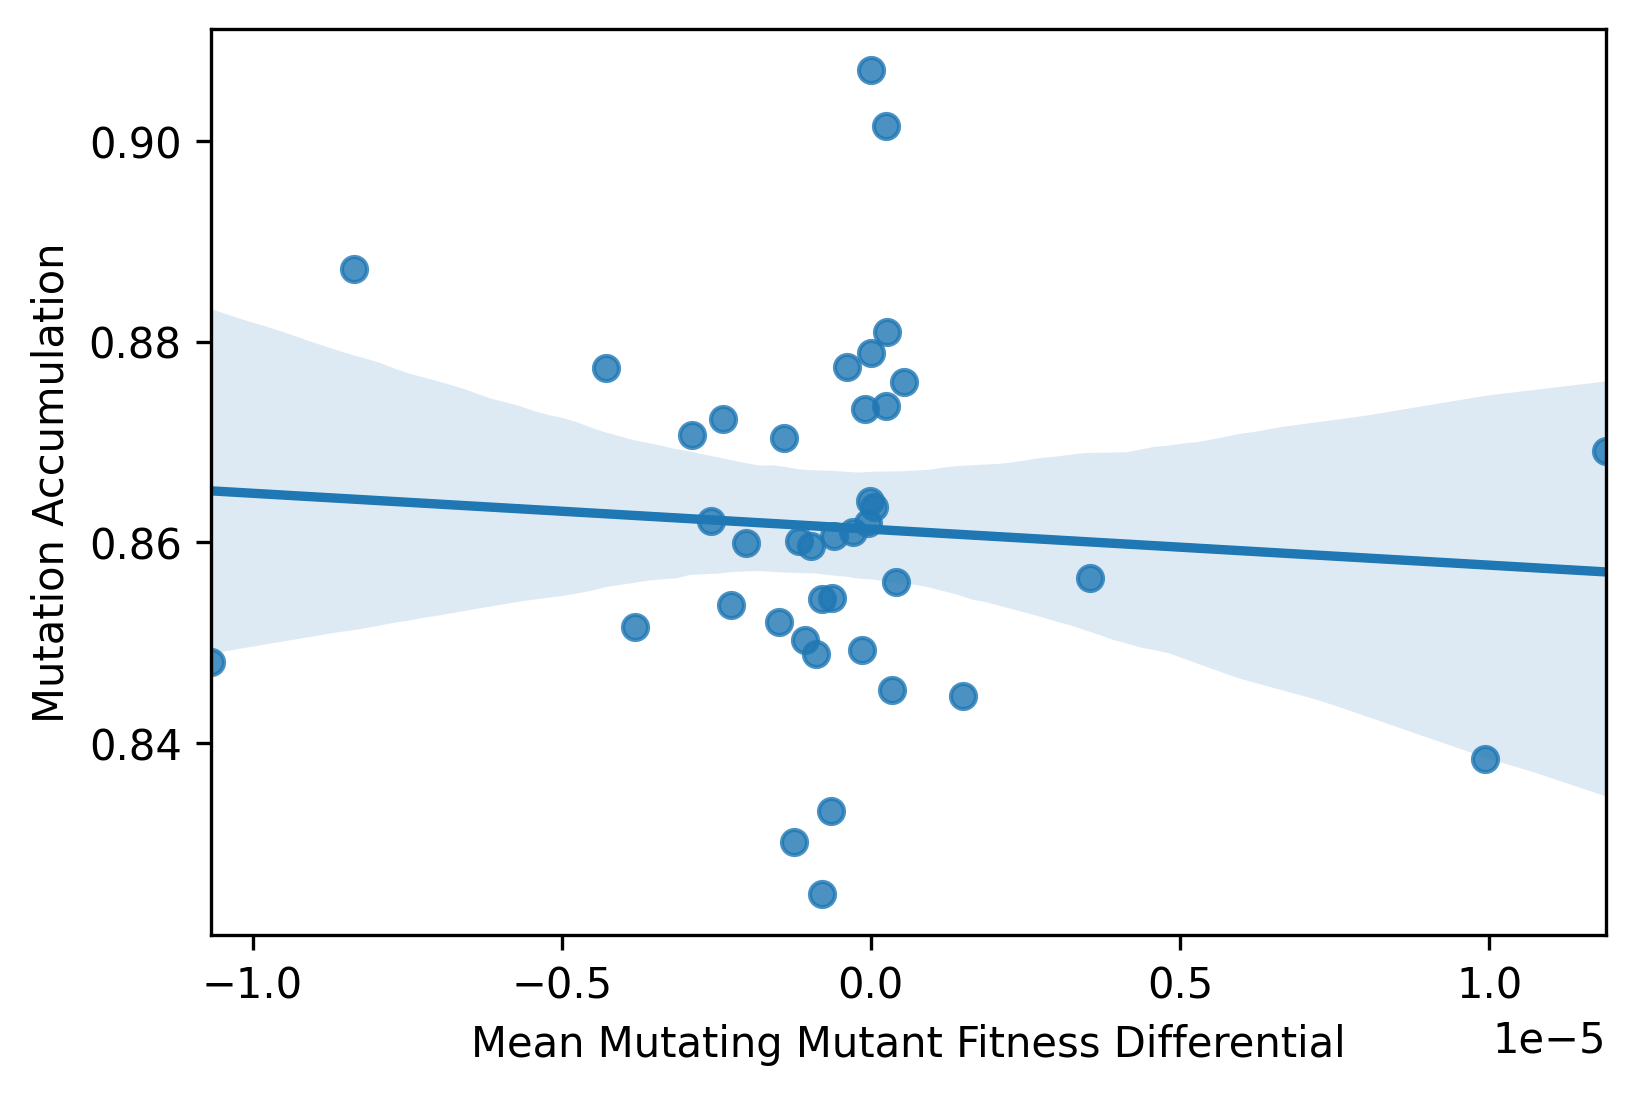 0.90
0.88
0.86
0.84
Mutation Accumulation
−1.0 −0.5 0.0 0.5 1.0
1e−5
Mean Mutating Mutant Fitness Differential